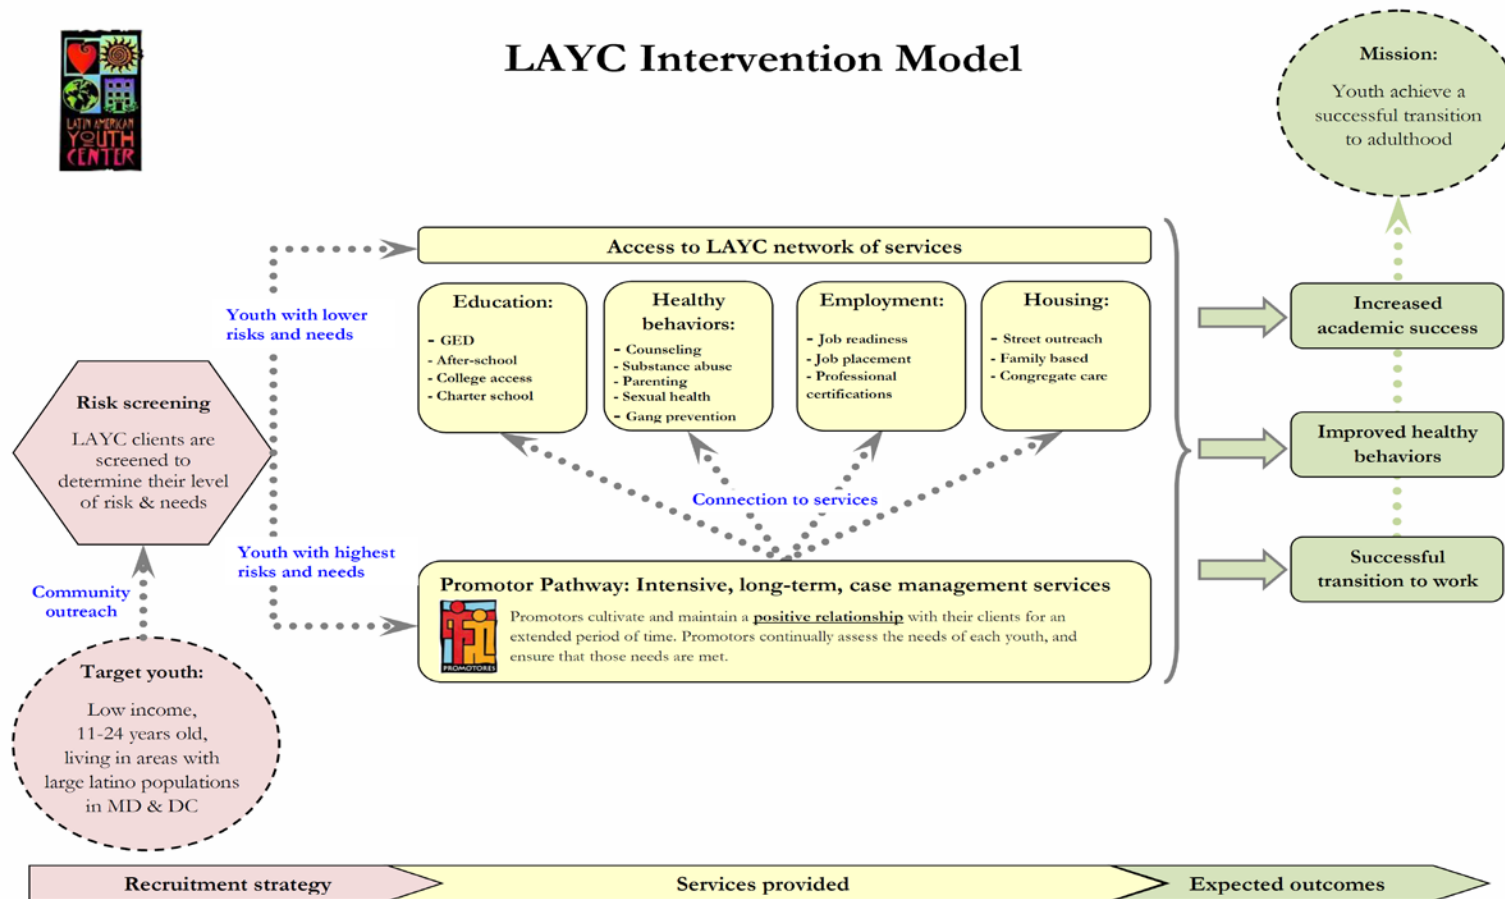 LAYC Intervention Model
LATIN AMERICAN
YOUTH
CENTER
Mission:
Youth achieve a
successful transition
to adulthood
Access to LAYC network of services
Youth with lower
risks and needs
Education:
- GED
- After-school
- College access
- Charter school
Healthy
behaviors:
- Counseling
- Substance abuse
- Parenting
- Sexual health
- Gang prevention
Employment:
- Job readiness
- Job placement
- Professional
certifications
Housing:
- Street outreach
- Family based
- Congregate care
Increased
academic success
Improved healthy
behaviors
Successful
transition to work
Risk screening
LAYC clients are
screened to
determine their level
of risk & needs
Connection to services
Youth with highest
risks and needs
Community
outreach
Promotor Pathway: Intensive, long-term, case management services
Promotors cultivate and maintain a positive relationship with their clients for an
extended period of time. Promotors continually assess the needs of each youth, and
ensure that those needs are met.
PROMOTORES
Target youth:
Low income,
11-24 years old,
living in areas with
large latino populations
in MD & DC
Recruitment strategy
Services provided
Expected outcomes